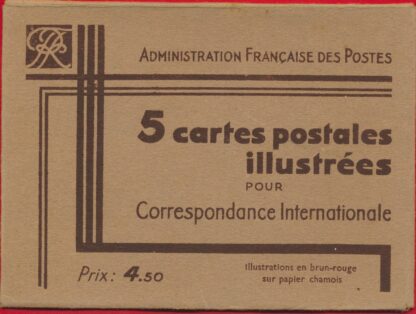 ADMINISTRATION FRANÇAISE DES POSTES
5 cartes postales
illustrées
POUR
Correspondance Internationale
Prix: 4.50
Illustrations en brun-rouge
sur papier chamois